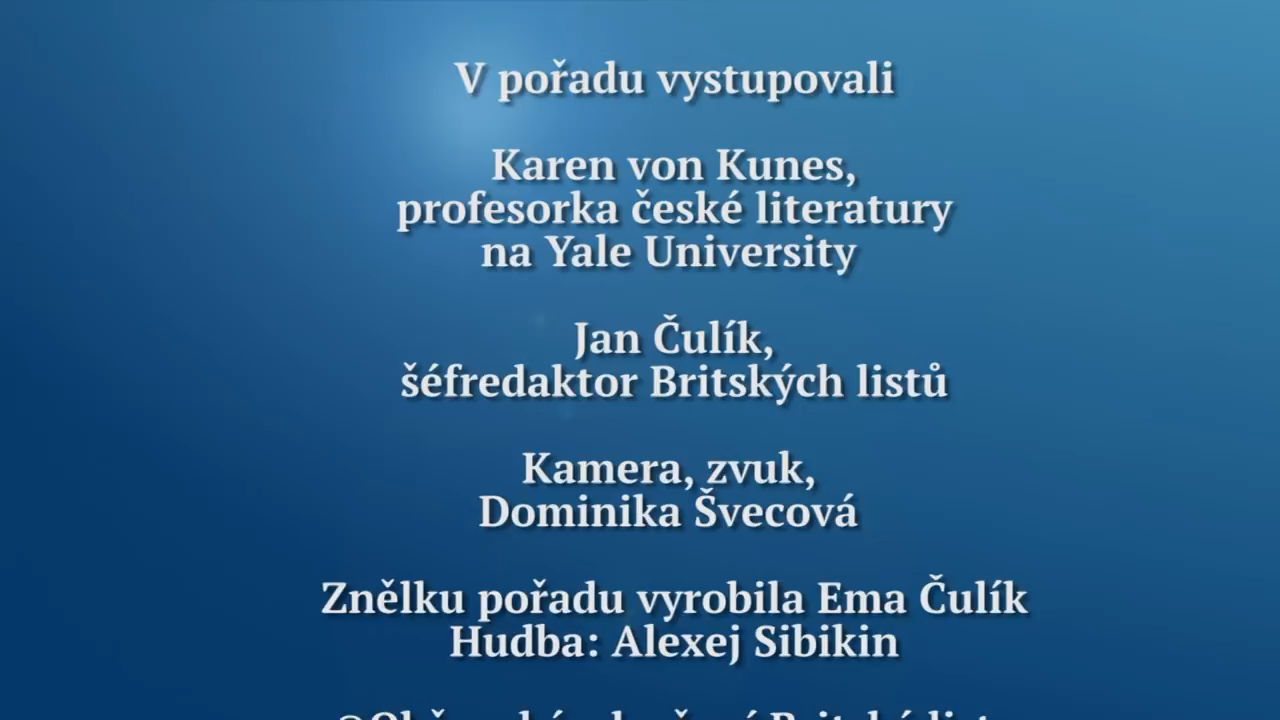 V pořadu vystupovali
Karen von Kunes,
profesorka české literatury
na Yale University
Jan Čulík,
šéfredaktor Britských listů
Kamera, zvuk,
Dominika Švecová
Znělku pořadu vyrobila Ema Čulík
Hudba: Alexej Sibikin